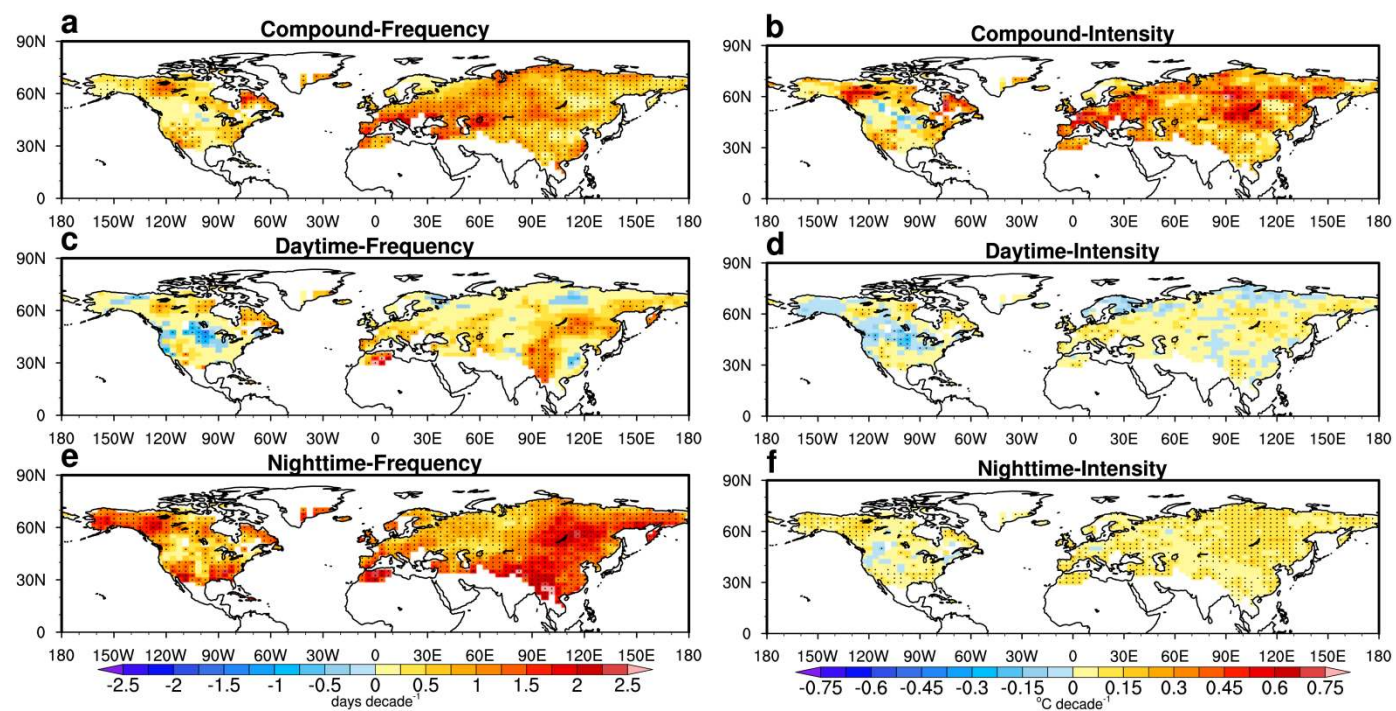 a Compound-Frequency
90N
60N
30N
0
180 150W 120W 90W 60W 30W 0 30E 60E 90E 120E 150E 180
b Compound-Intensity
90N
60N
30N
0
180 150W 120W 90W 60W 30W 0 30E 60E 90E 120E 150E 180
c Daytime-Frequency
90N
60N
30N
0
180 150W 120W 90W 60W 30W 0 30E 60E 90E 120E 150E 180
d Daytime-Intensity
90N
60N
30N
0
180 150W 120W 90W 60W 30W 0 30E 60E 90E 120E 150E 180
e Nighttime-Frequency
90N
60N
30N
0
180 150W 120W 90W 60W 30W 0 30E 60E 90E 120E 150E 180
-2.5 -2 -1.5 -1 -0.5 0 0.5 1 1.5 2 2.5
days decade⁻¹
f Nighttime-Intensity
90N
60N
30N
0
180 150W 120W 90W 60W 30W 0 30E 60E 90E 120E 150E 180
-0.75 -0.6 -0.45 -0.3 -0.15 0 0.15 0.3 0.45 0.6 0.75
°C decade⁻¹